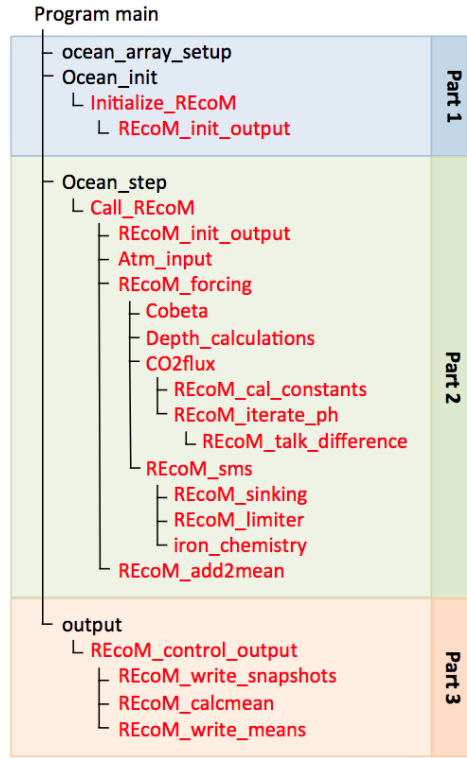 Program main
ocean_array_setup
Ocean_init
Initialize_REcoM
REcoM_init_output
Part 1
Ocean_step
Call_REcoM
REcoM_init_output
Atm_input
REcoM_forcing
Cobeta
Depth_calculations
CO2flux
REcoM_cal_constants
REcoM_iterate_ph
REcoM_talk_difference
REcoM_sms
REcoM_sinking
REcoM_limiter
iron_chemistry
REcoM_add2mean
Part 2
output
REcoM_control_output
REcoM_write_snapshots
REcoM_calcmean
REcoM_write_means
Part 3